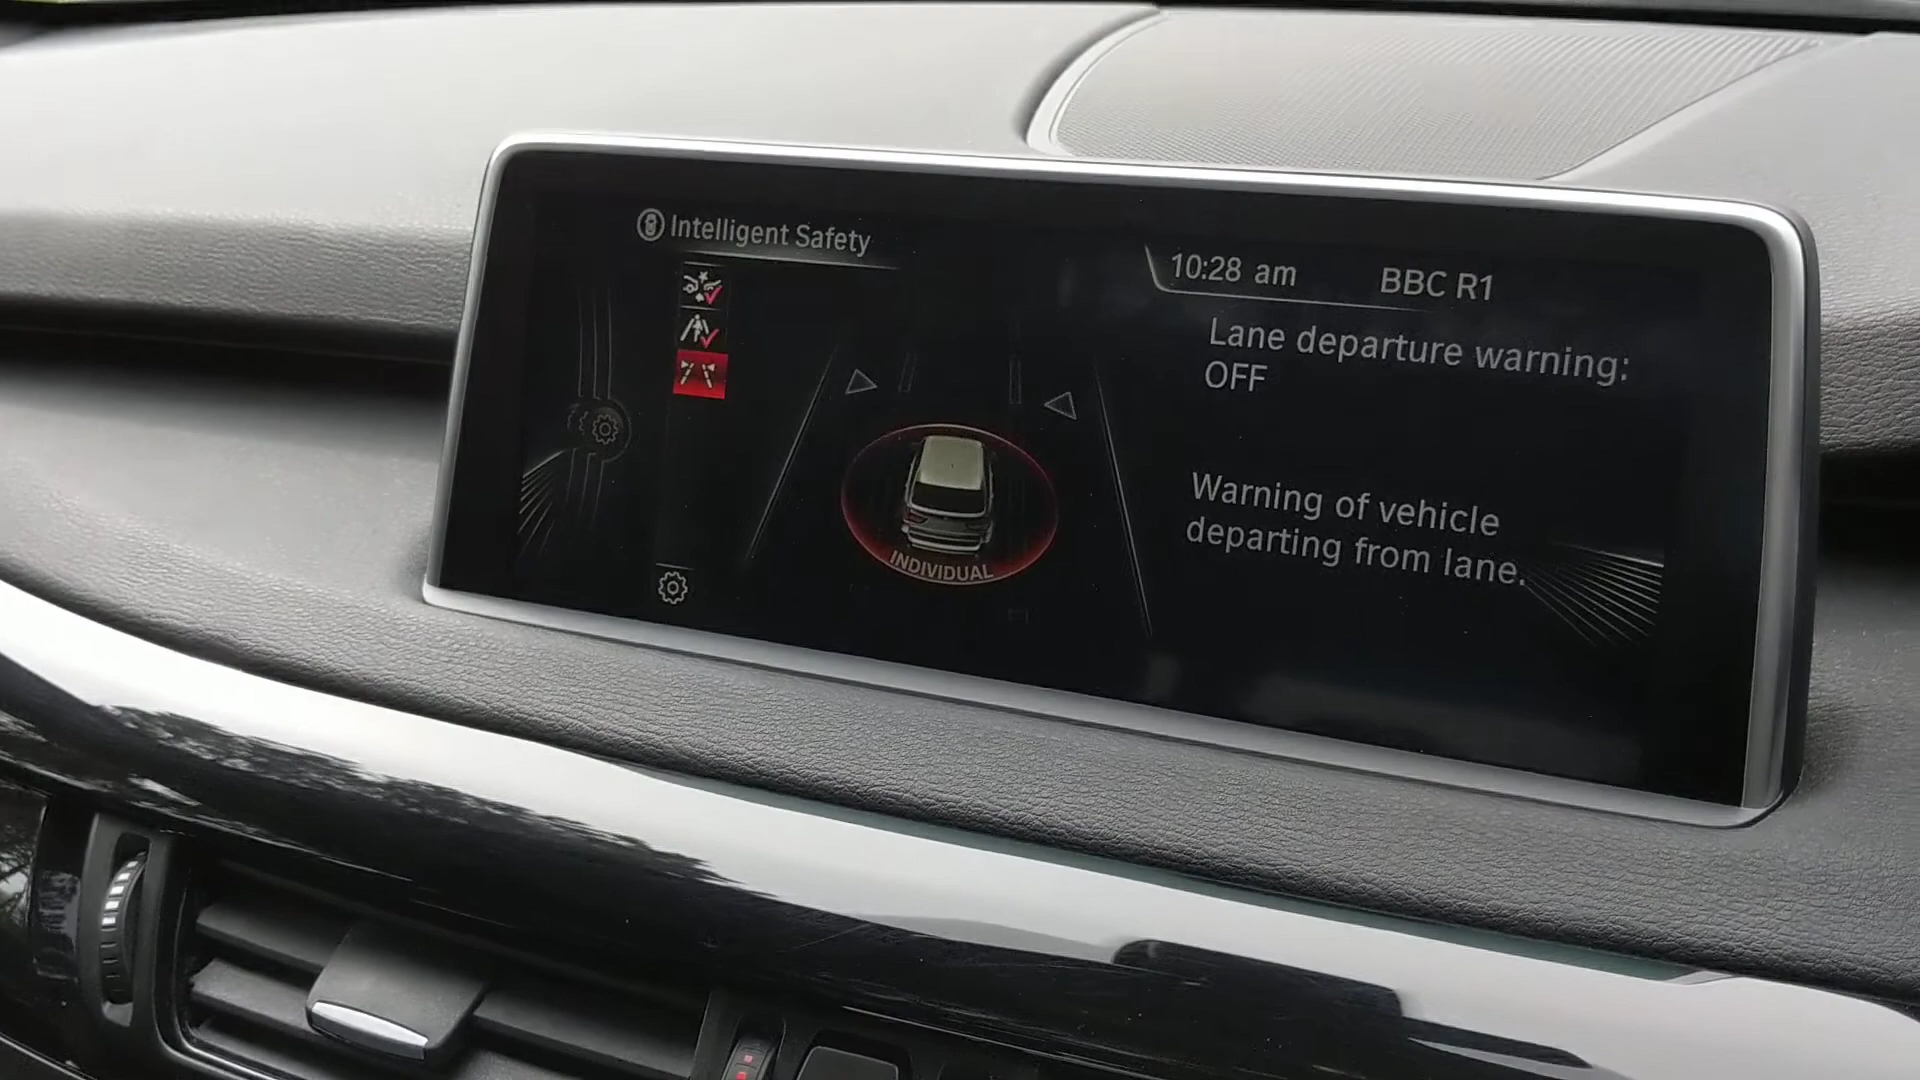 Intelligent Safety
10:28 am
BBC R1
Lane departure warning:
OFF
Warning of vehicle
departing from lane.
INDIVIDUAL